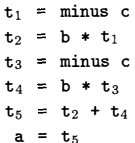 t₁ = minus c
t₂ = b * t₁
t₃ = minus c
t₄ = b * t₃
t₅ = t₂ + t₄
a = t₅